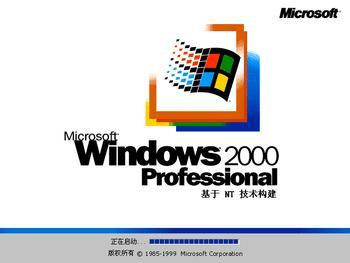 Microsoft
Microsoft
Windows 2000
Professional
基于 NT 技术构建
正在启动...
版权所有 © 1985-1999 Microsoft Corporation